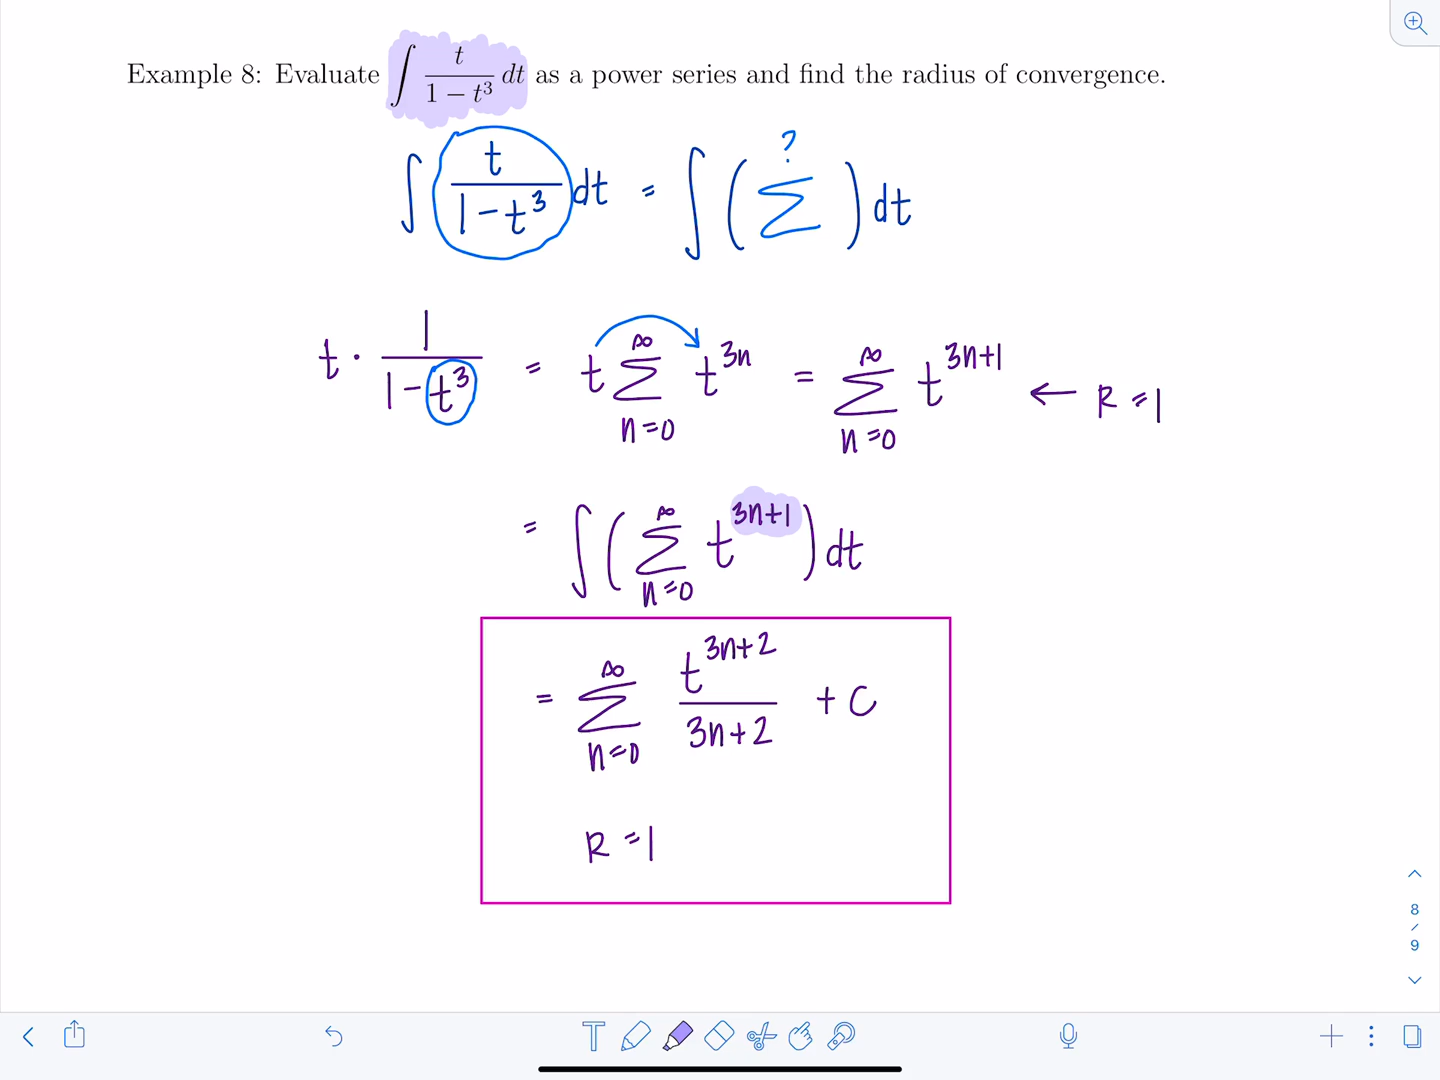 Example 8: Evaluate ∫ t/(1 − t³) dt as a power series and find the radius of convergence.
∫ t/(1−t³) dt = ∫ ( ? Σ ) dt
t · 1/(1−t³) = t Σ_{n=0}^{∞} t^{3n} = Σ_{n=0}^{∞} t^{3n+1} ← R=1
= ∫ ( Σ_{n=0}^{∞} t^{3n+1} ) dt
= Σ_{n=0}^{∞} t^{3n+2}/(3n+2) + C
R=1
8
/
9